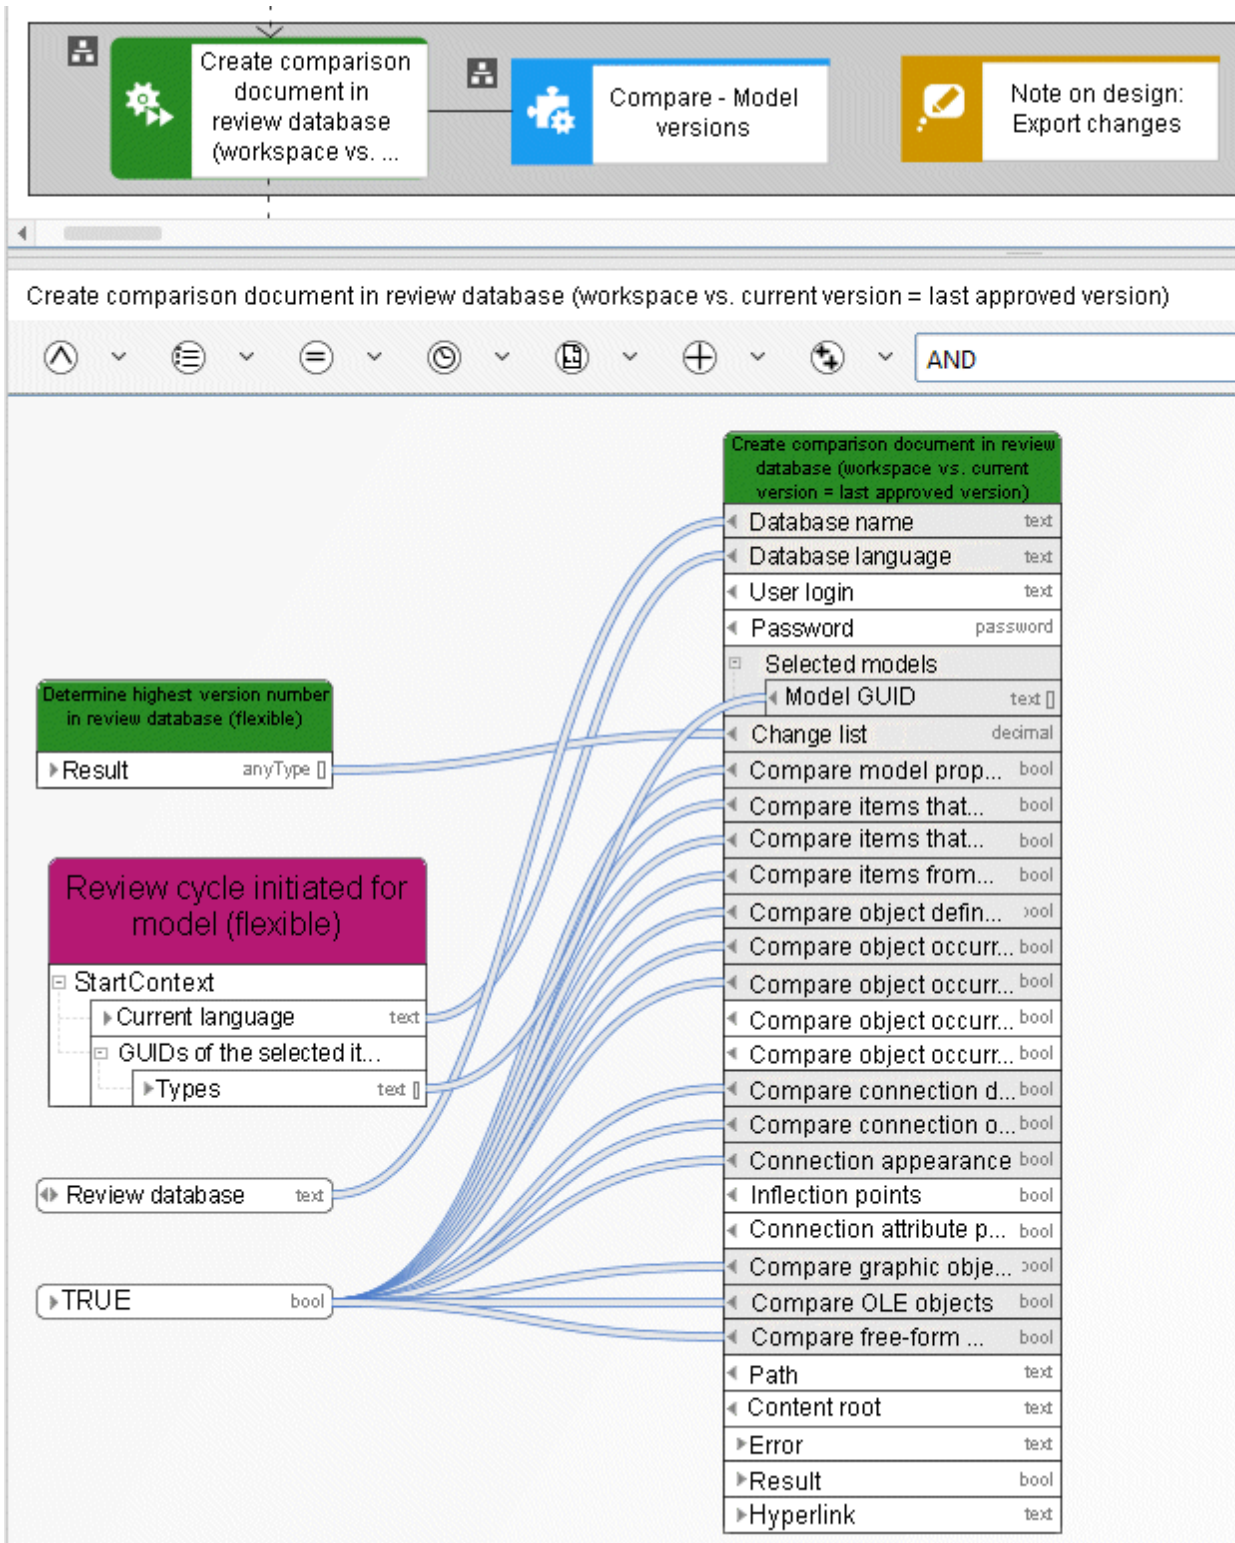 Create comparison
document in
review database
(workspace vs. ...
Compare - Model
versions
Note on design:
Export changes
Create comparison document in review database (workspace vs. current version = last approved version)
AND
Create comparison document in review
database (workspace vs. current
version = last approved version)
Database name text
Database language text
User login text
Password password
Selected models
Model GUID text []
Change list decimal
Compare model prop... bool
Compare items that... bool
Compare items that... bool
Compare items from... bool
Compare object defin... bool
Compare object occurr... bool
Compare object occurr... bool
Compare object occurr... bool
Compare object occurr... bool
Compare connection d... bool
Compare connection o... bool
Connection appearance bool
Inflection points bool
Connection attribute p... bool
Compare graphic obje... bool
Compare OLE objects bool
Compare free-form ... bool
Path text
Content root text
Error text
Result bool
Hyperlink text
Determine highest version number
in review database (flexible)
Result anyType []
Review cycle initiated for
model (flexible)
StartContext
Current language text
GUIDs of the selected it...
Types text []
Review database text
TRUE bool